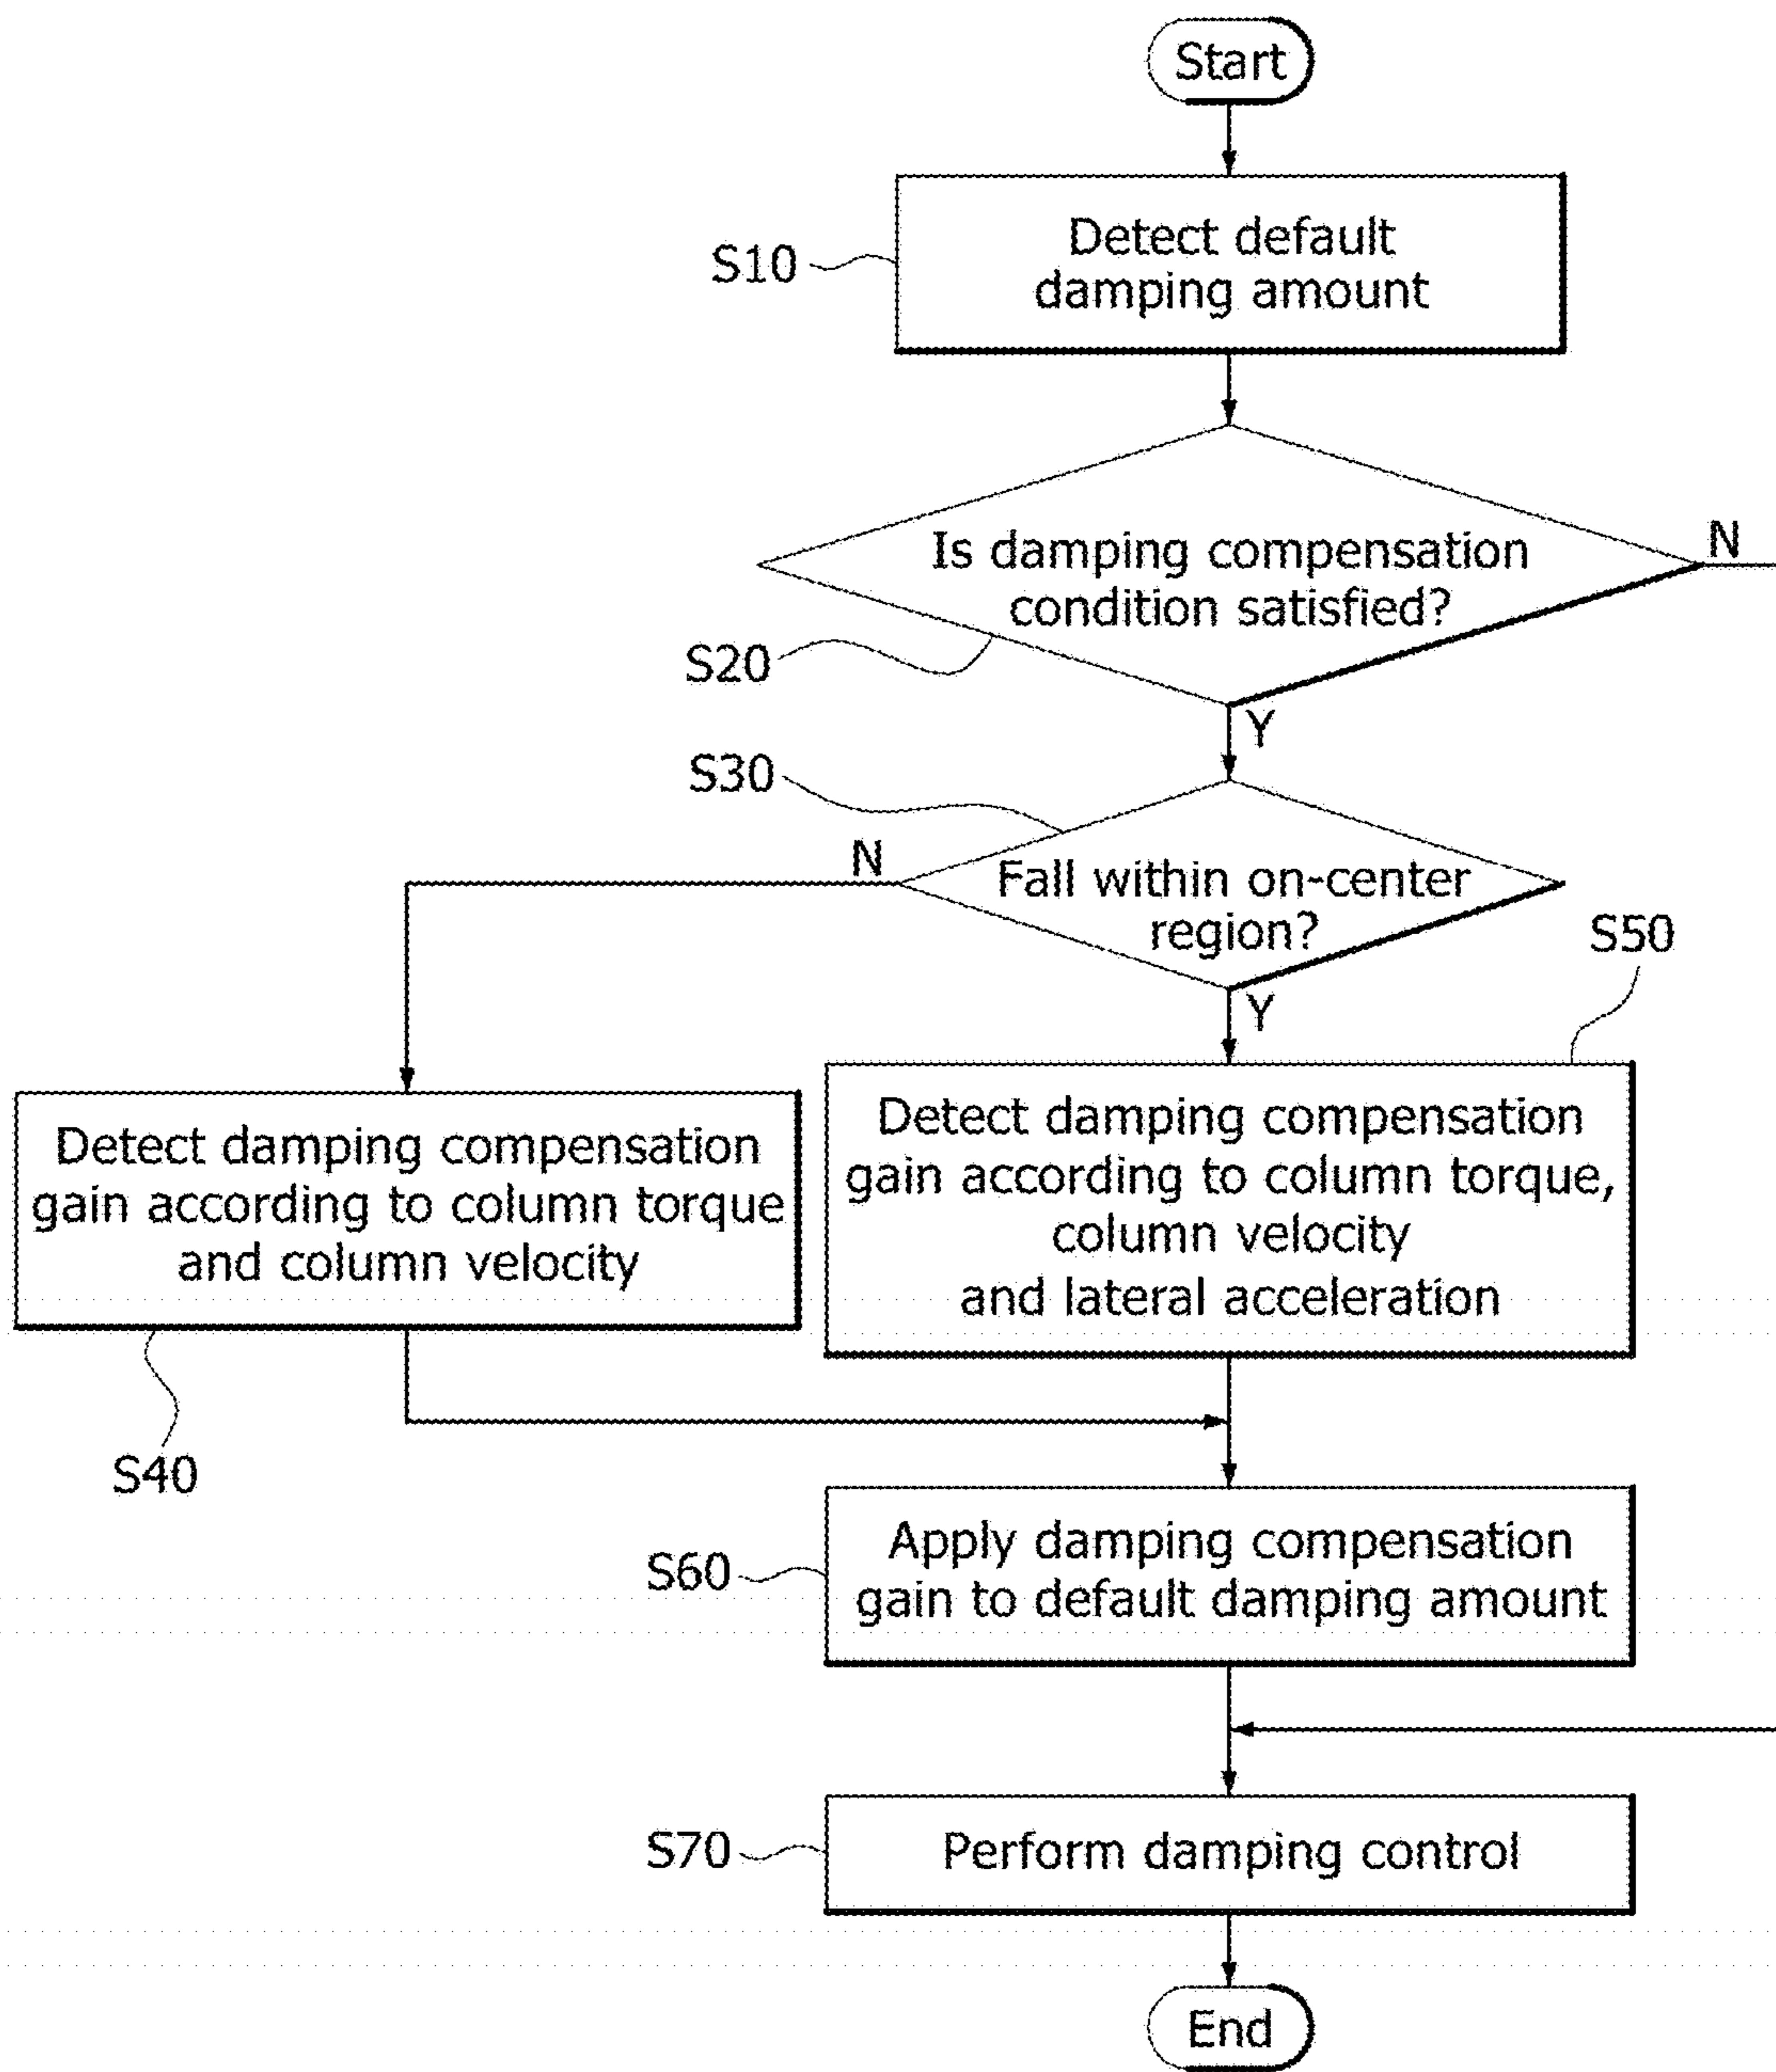 Start
S10
Detect default
damping amount
Is damping compensation
condition satisfied?
N
S20
Y
S30
N
Fall within on-center
region?
S50
Y
Detect damping compensation
gain according to column torque
and column velocity
Detect damping compensation
gain according to column torque,
column velocity
and lateral acceleration
S40
S60
Apply damping compensation
gain to default damping amount
S70
Perform damping control
End